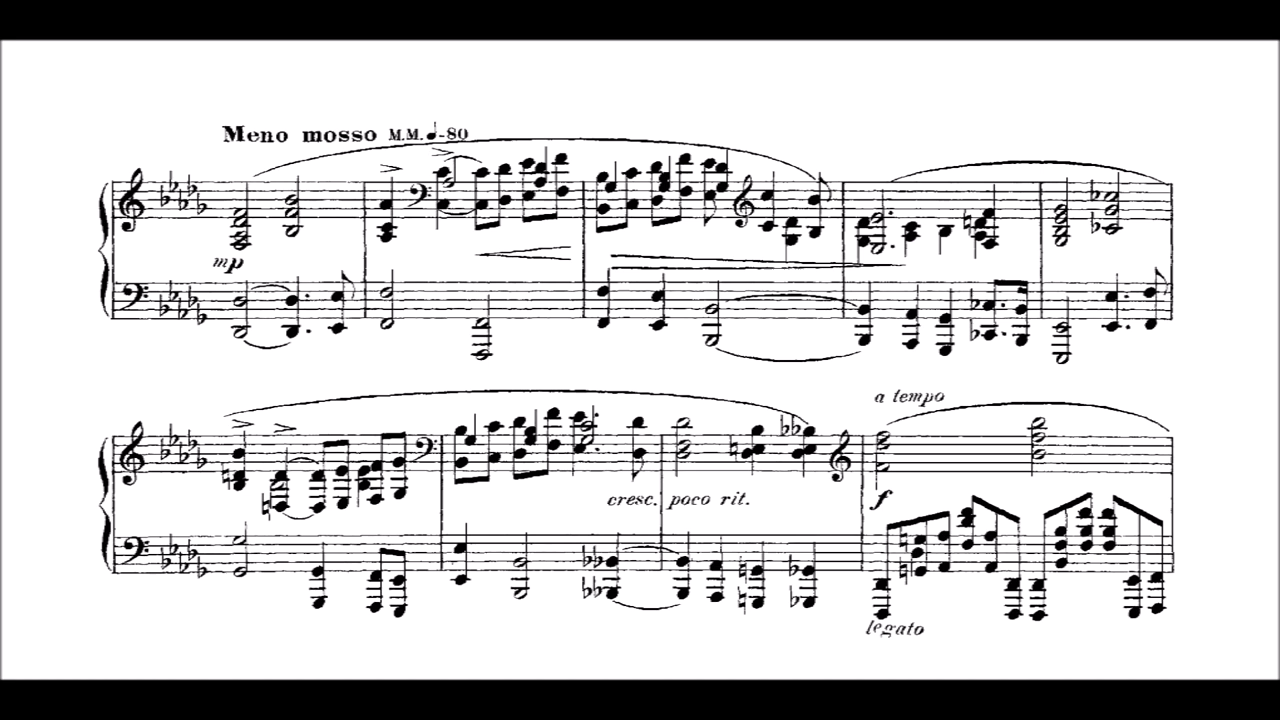 Meno mosso M.M. ♩-80
mp
a tempo
cresc. poco rit.
f
legato